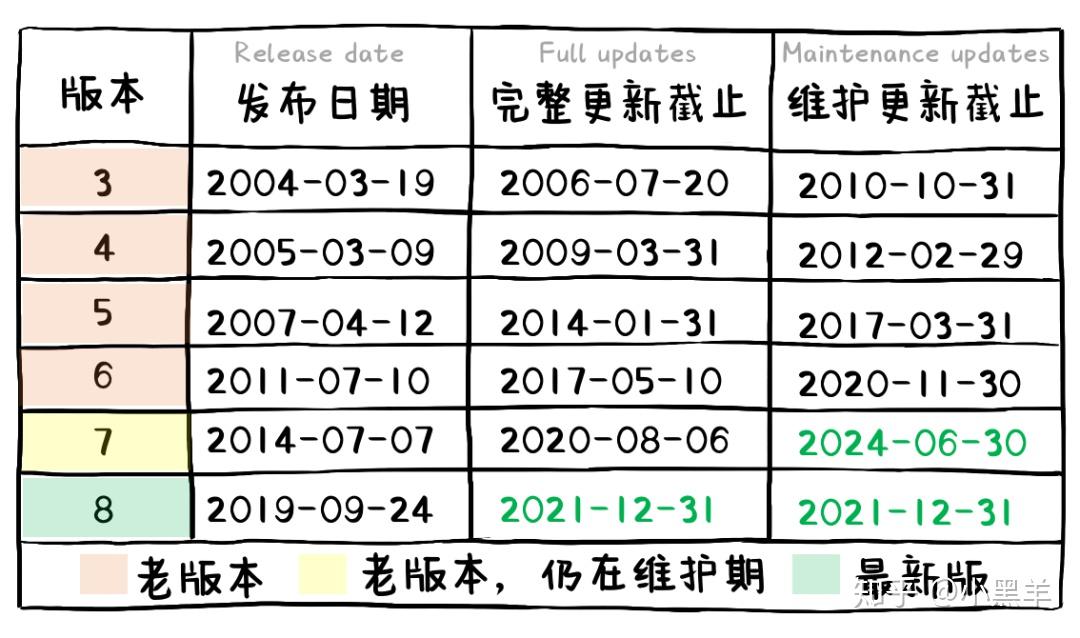 版本
Release date
发布日期
Full updates
完整更新截止
Maintenance updates
维护更新截止
3 2004-03-19 2006-07-20 2010-10-31
4 2005-03-09 2009-03-31 2012-02-29
5 2007-04-12 2014-01-31 2017-03-31
6 2011-07-10 2017-05-10 2020-11-30
7 2014-07-07 2020-08-06 2024-06-30
8 2019-09-24 2021-12-31 2021-12-31
老版本 老版本，仍在维护期 最新版
知乎 @小黑羊